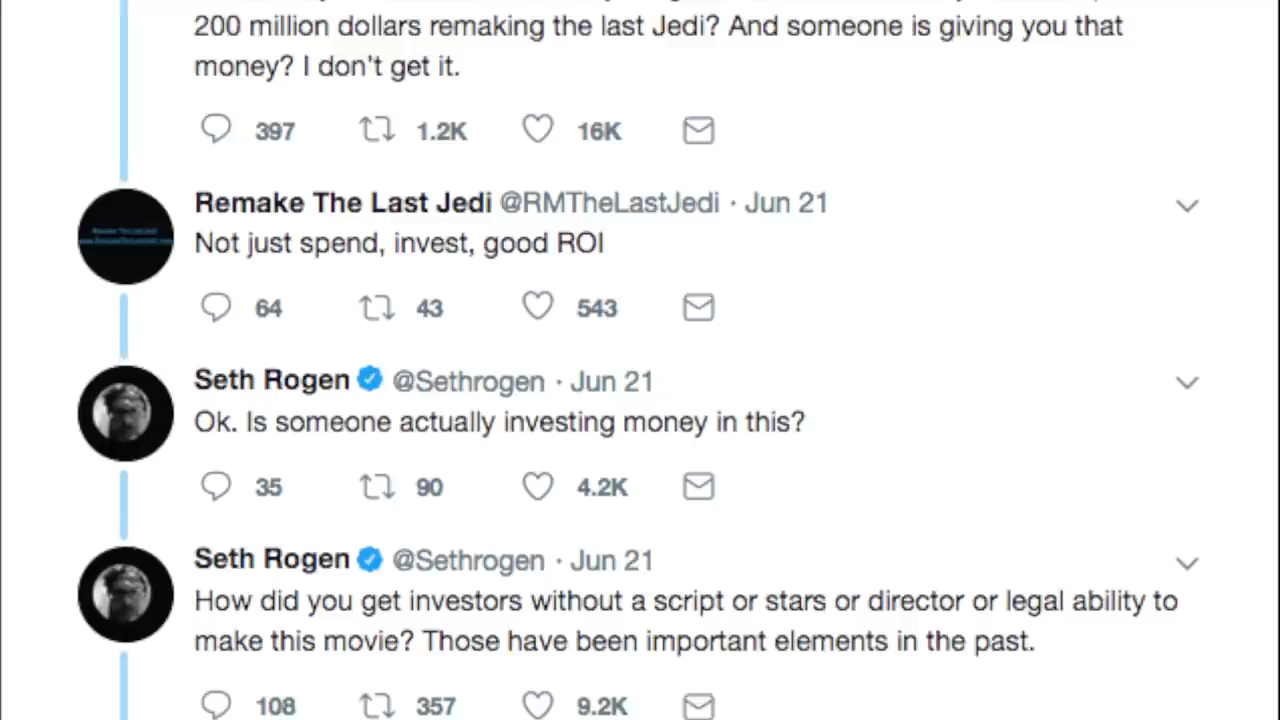 200 million dollars remaking the last Jedi? And someone is giving you that
money? I don't get it.
397 1.2K 16K
Remake The Last Jedi @RMTheLastJedi · Jun 21
Not just spend, invest, good ROI
64 43 543
Seth Rogen @Sethrogen · Jun 21
Ok. Is someone actually investing money in this?
35 90 4.2K
Seth Rogen @Sethrogen · Jun 21
How did you get investors without a script or stars or director or legal ability to
make this movie? Those have been important elements in the past.
108 357 9.2K